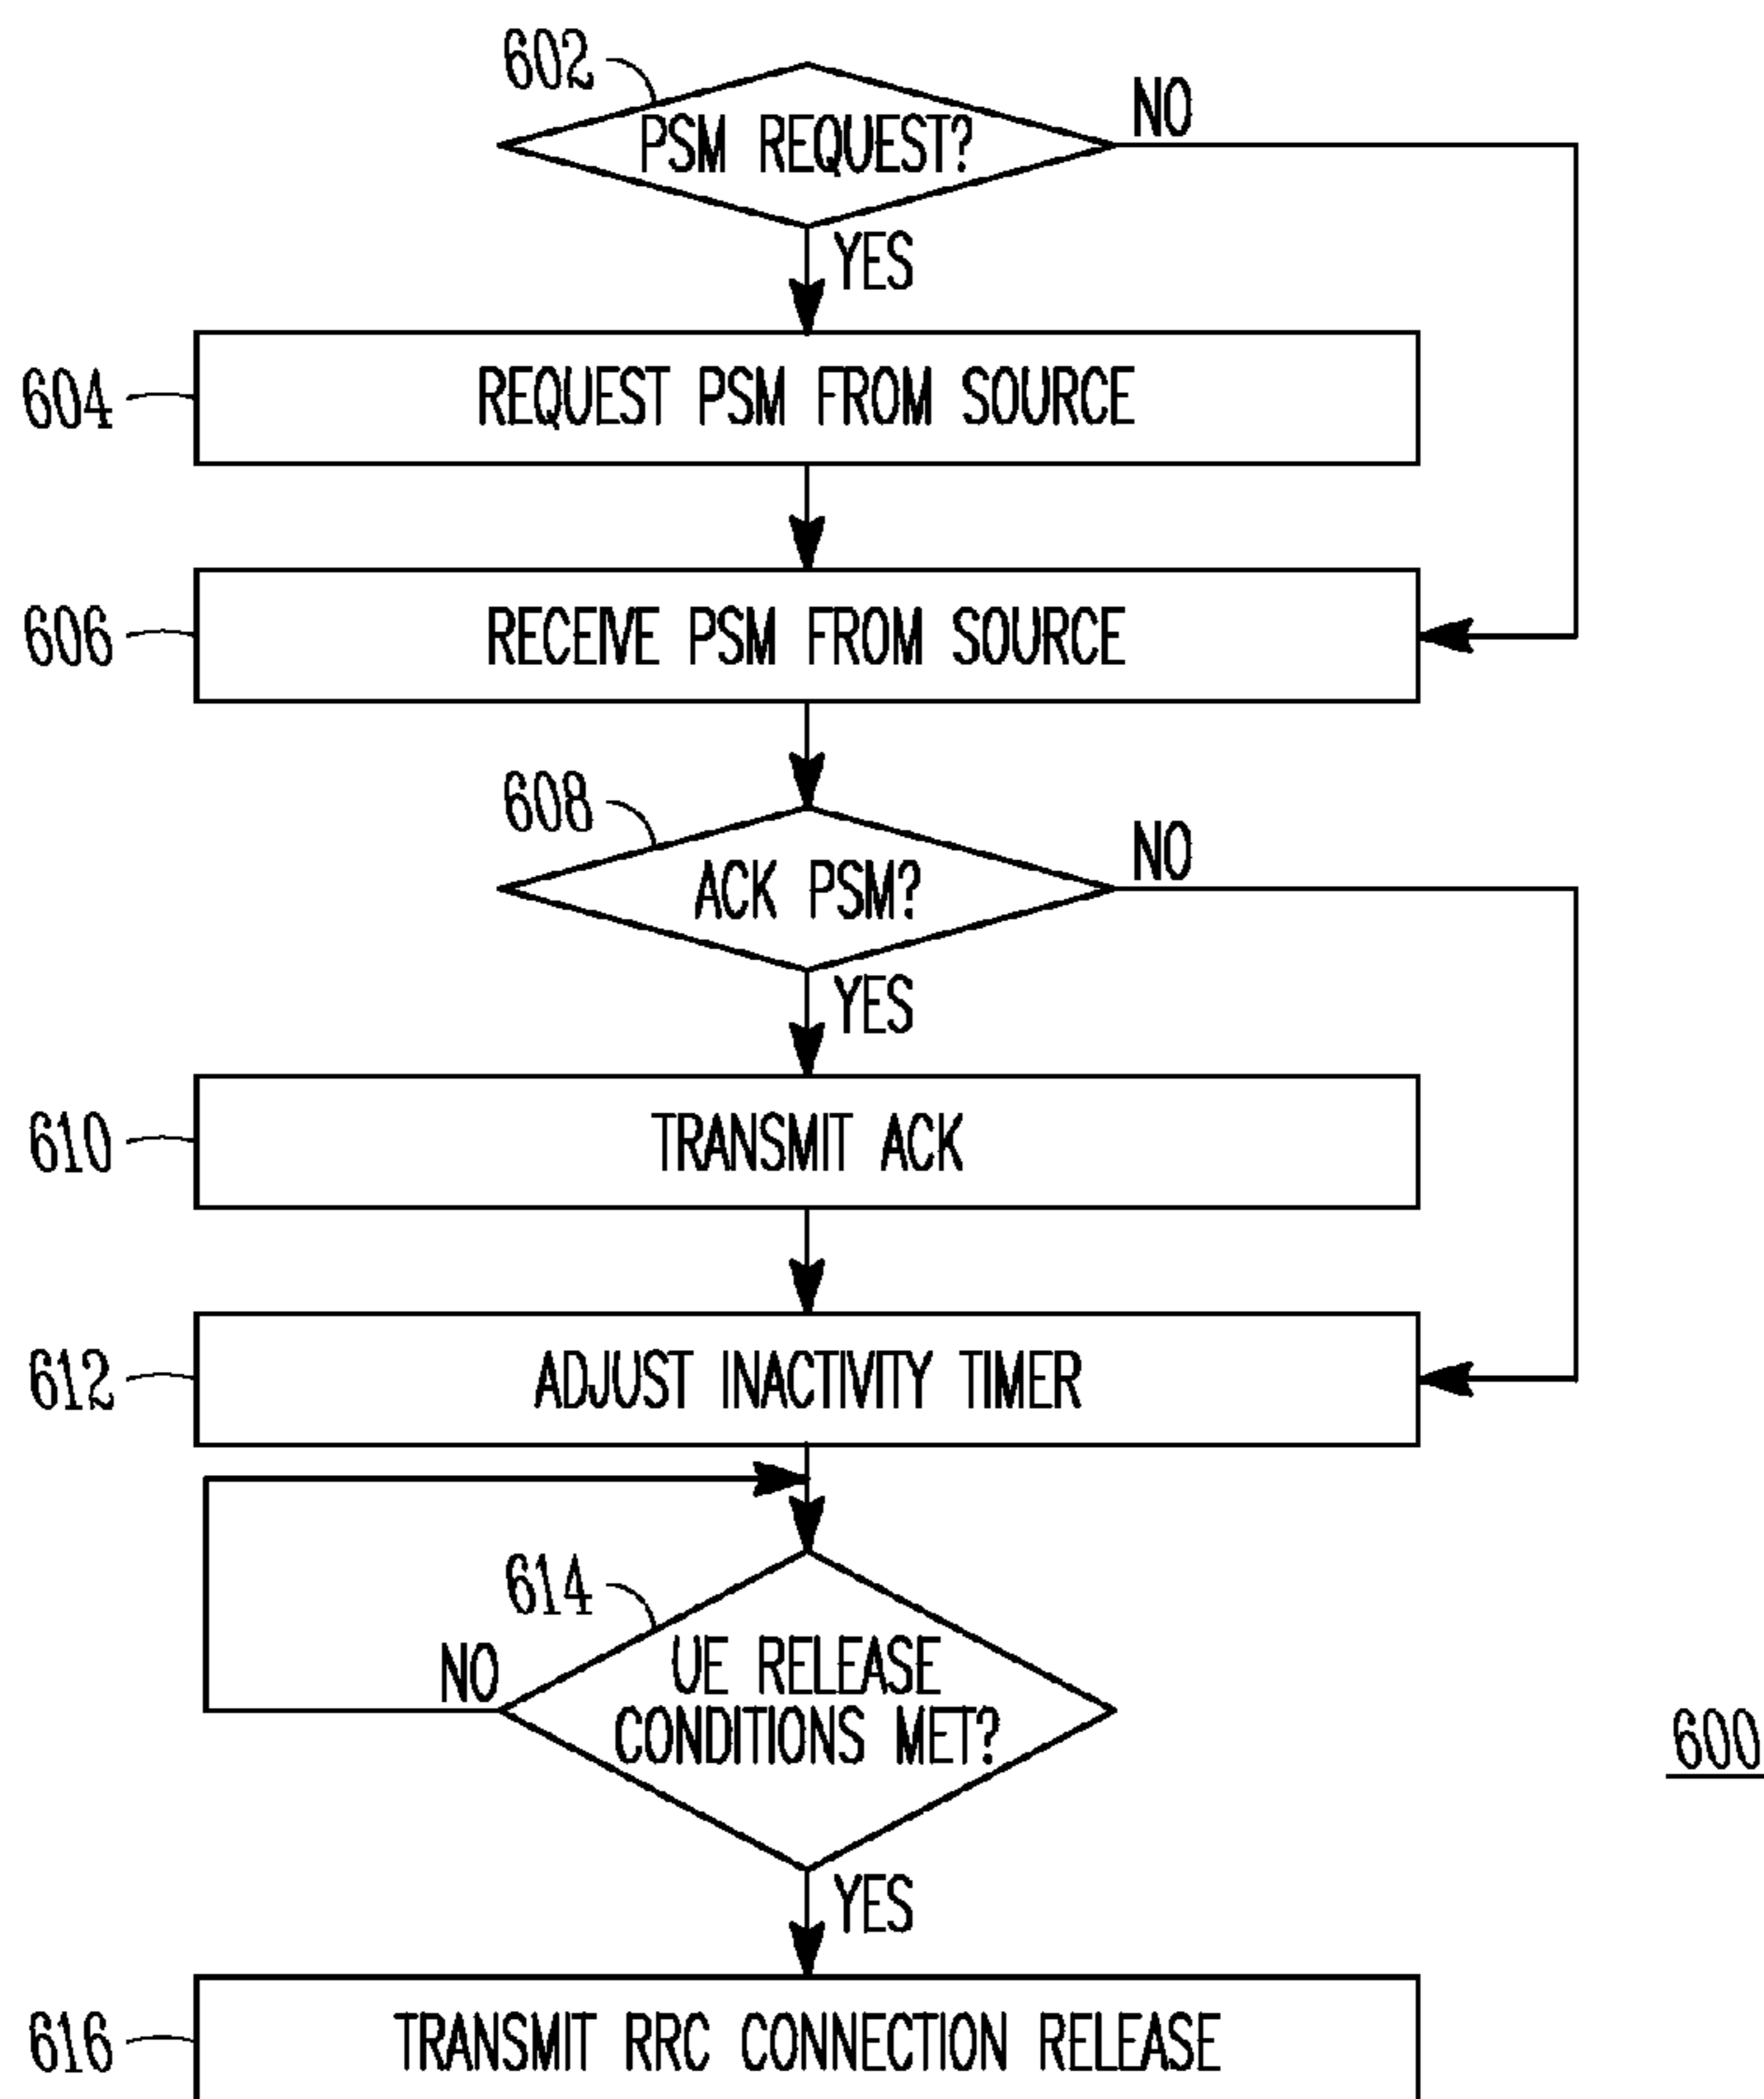 602
PSM REQUEST?
NO
YES
604
REQUEST PSM FROM SOURCE
606
RECEIVE PSM FROM SOURCE
608
ACK PSM?
NO
YES
610
TRANSMIT ACK
612
ADJUST INACTIVITY TIMER
614
UE RELEASE
CONDITIONS MET?
NO
600
YES
616
TRANSMIT RRC CONNECTION RELEASE